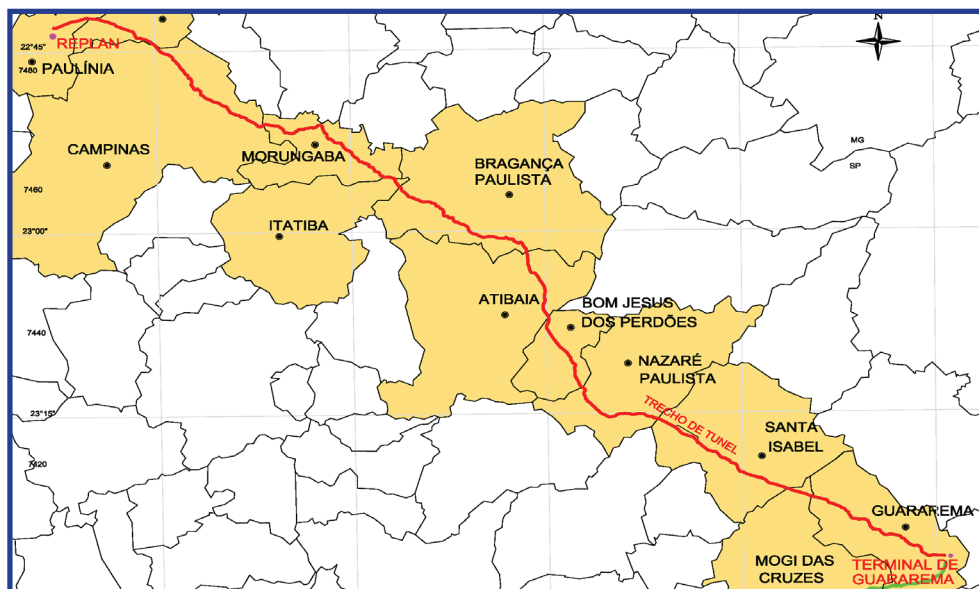 N
22°45"
REPLAN
7480
PAULÍNIA
CAMPINAS
MORUNGABA
BRAGANÇA
PAULISTA
MG
SP
7460
23°00"
ITATIBA
ATIBAIA
BOM JESUS
DOS PERDÕES
7440
NAZARÉ
PAULISTA
23°15"
TRECHO DE TUNEL
SANTA
ISABEL
7420
GUARAREMA
MOGI DAS
CRUZES
TERMINAL DE
GUARAREMA